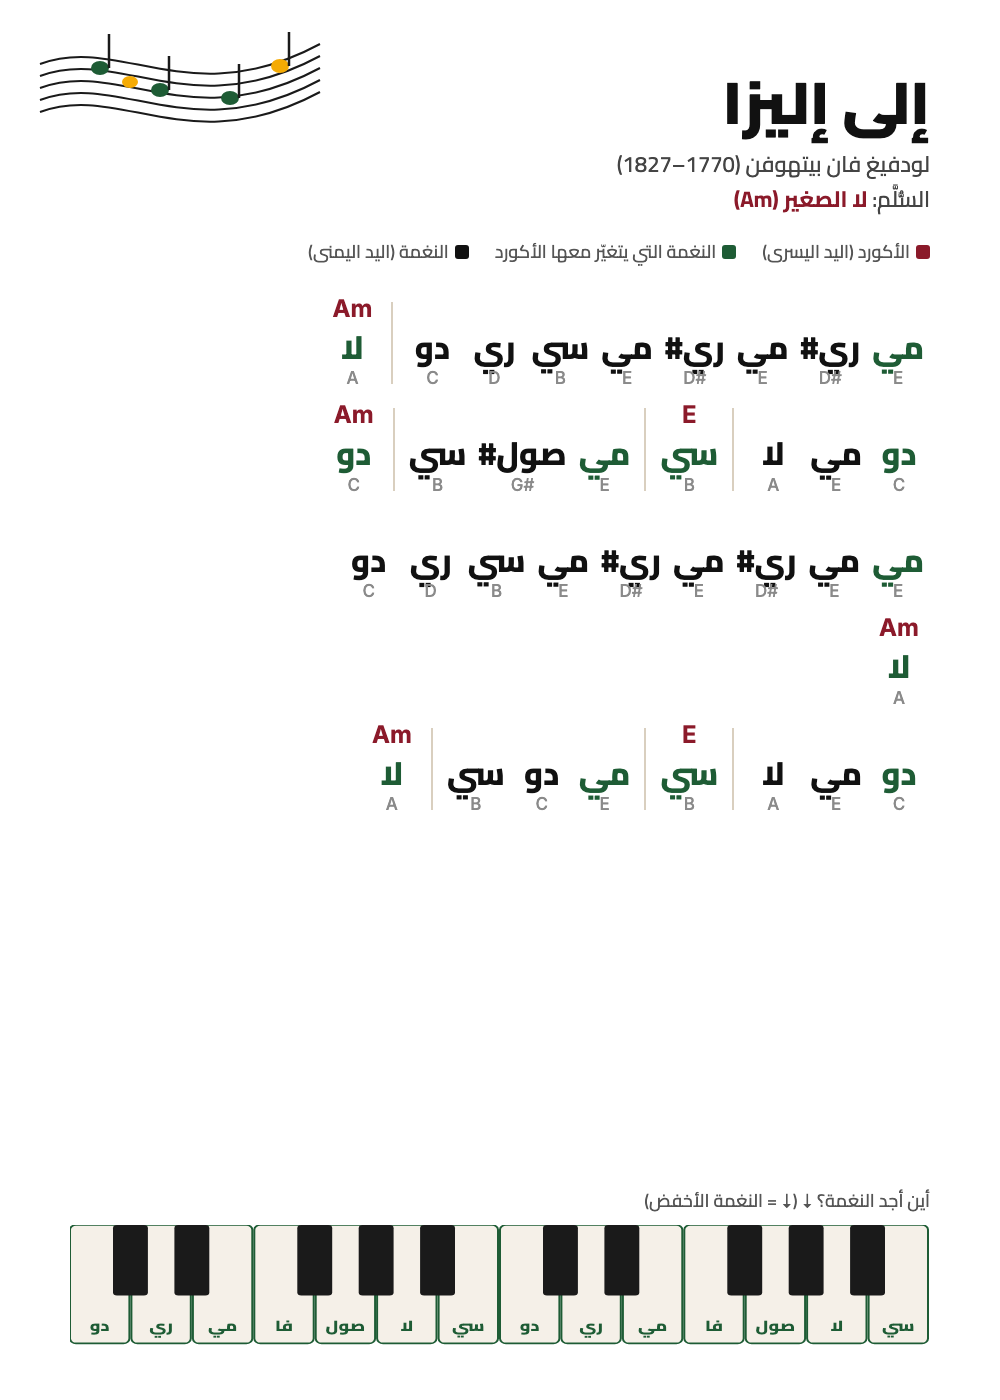 إلى إليزا
لودفيغ فان بيتهوفن (1770–1827)
السُّلَّم: لا الصغير (Am)
الأكورد (اليد اليسرى) النغمة التي يتغيّر معها الأكورد النغمة (اليد اليمنى)
Am
مي ري# مي ري# مي سي ري دو لا
E D# E D# E B D C A
E Am
دو مي لا سي مي صول# سي دو
C E A B E G# B C
مي مي ري# مي ري# مي سي ري دو
E E D# E D# E B D C
Am
لا
A
E Am
دو مي لا سي مي دو سي لا
C E A B E C B A
أين أجد النغمة؟ ↓ (↓ = النغمة الأخفض)
دو ري مي فا صول لا سي دو ري مي فا صول لا سي